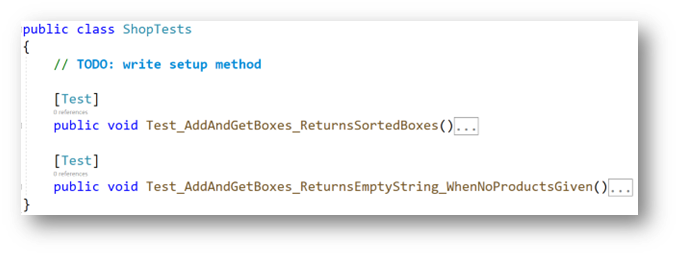 public class ShopTests
{
// TODO: write setup method
[Test]
0 references
public void Test_AddAndGetBoxes_ReturnsSortedBoxes()...
[Test]
0 references
public void Test_AddAndGetBoxes_ReturnsEmptyString_WhenNoProductsGiven()...
}